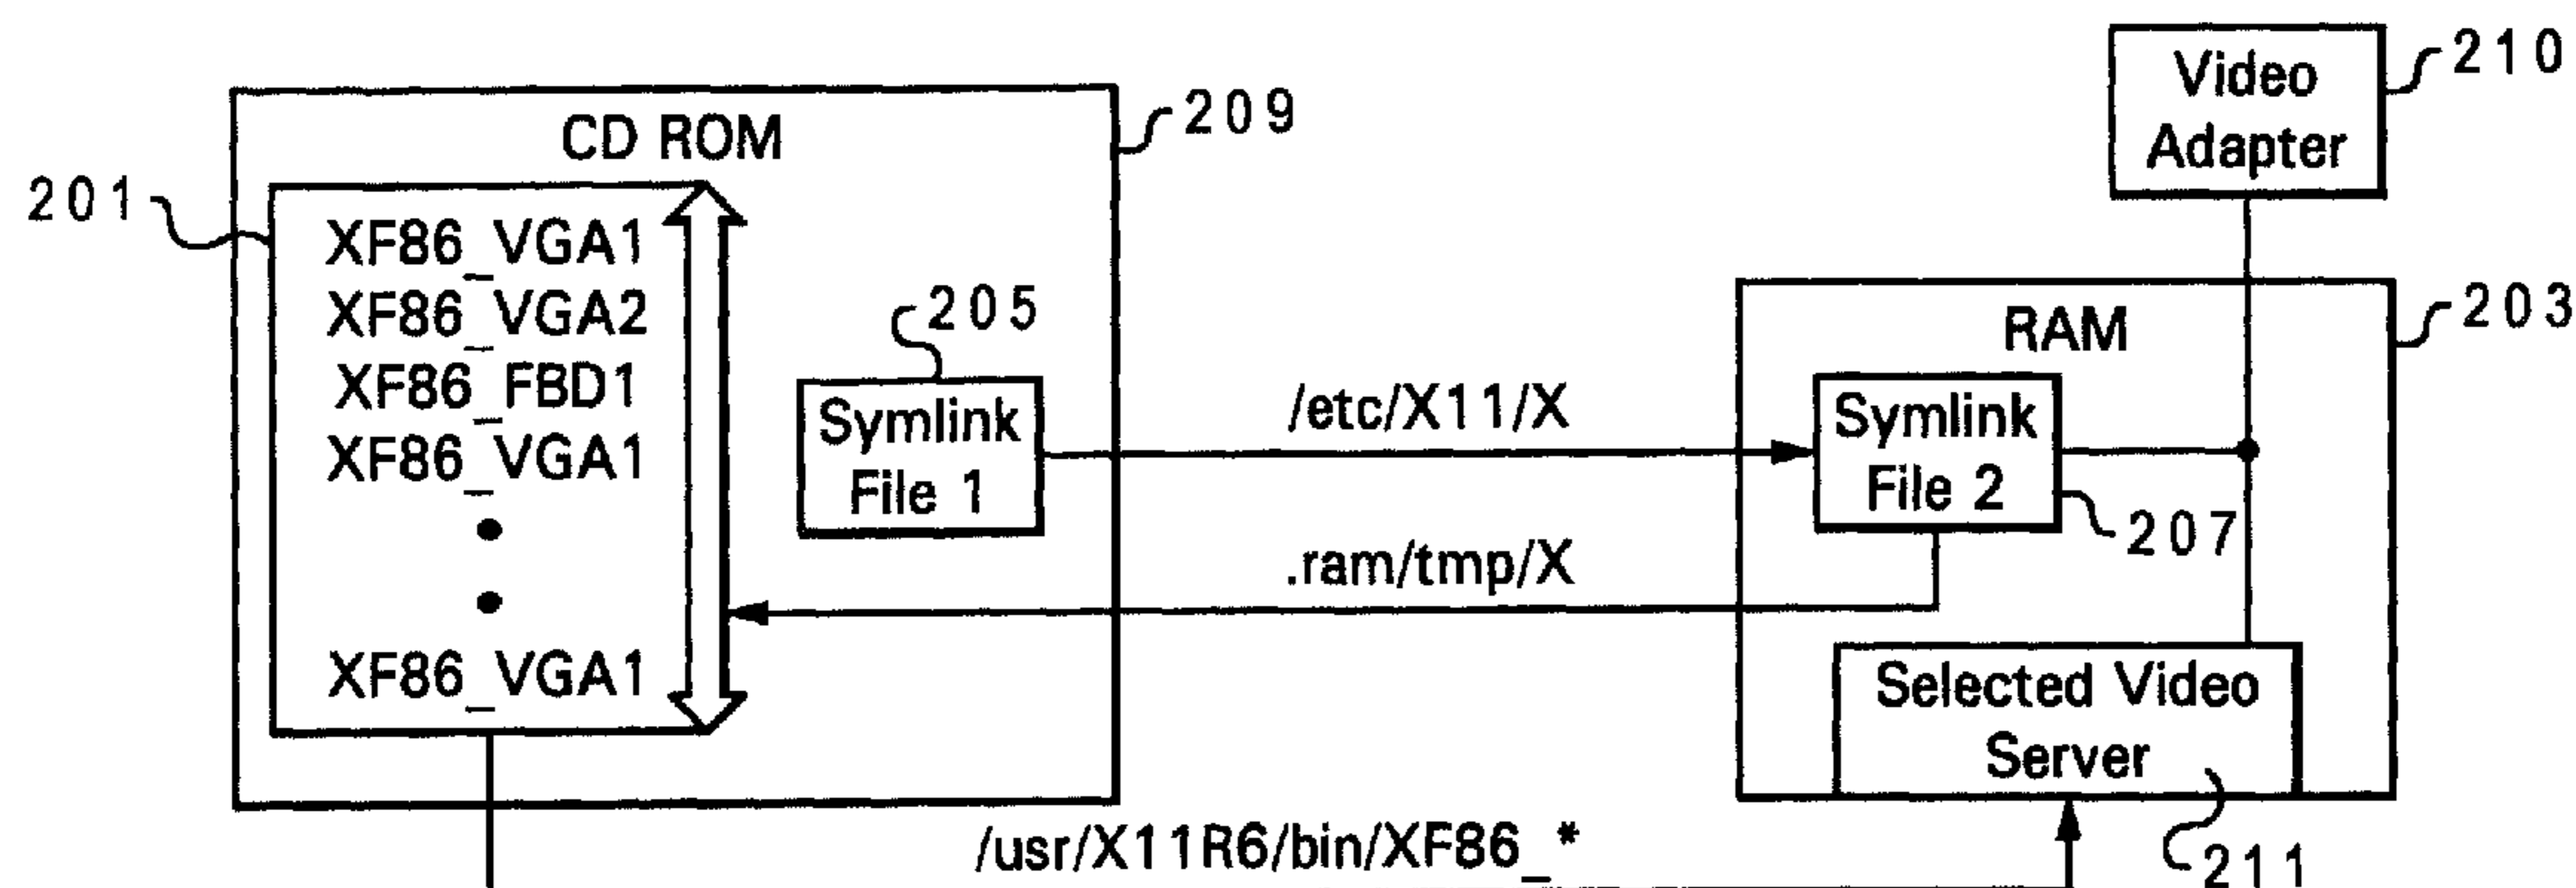 Video
Adapter
210
CD ROM
209
201
XF86_VGA1
XF86_VGA2
XF86_FBD1
XF86_VGA1
XF86_VGA1
205
Symlink
File 1
/etc/X11/X
.ram/tmp/X
RAM
203
Symlink
File 2
207
Selected Video
Server
211
/usr/X11R6/bin/XF86_*